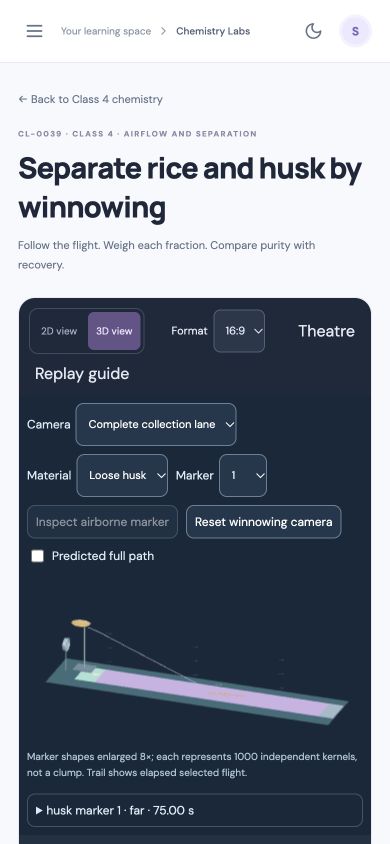 Your learning space > Chemistry Labs S
← Back to Class 4 chemistry
CL-0039 · CLASS 4 · AIRFLOW AND SEPARATION
Separate rice and husk by
winnowing
Follow the flight. Weigh each fraction. Compare purity with
recovery.
2D view 3D view Format 16:9 Theatre
Replay guide
Camera Complete collection lane
Material Loose husk Marker 1
Inspect airborne marker Reset winnowing camera
Predicted full path
Marker shapes enlarged 8×; each represents 1000 independent kernels,
not a clump. Trail shows elapsed selected flight.
▶ husk marker 1 · far · 75.00 s